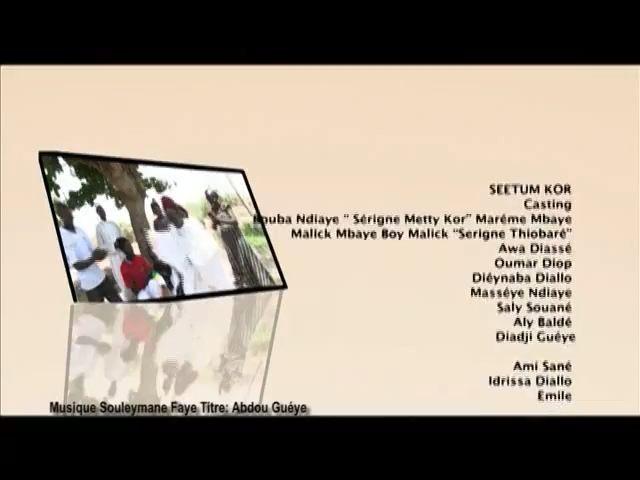 SEETUM KOR
Casting
Ndiaye “ Sérigne Metty Kor” Maréme Mbaye
Malick Mbaye Boy Malick “Serigne Thiobaré”
Awa Diassé
Oumar Diop
Diéynaba Diallo
Masséye Ndiaye
Saly Souané
Aly Baldé
Diadji Guéye
Ami Sané
Idrissa Diallo
Emile
Musique Souleymane Faye Titre: Abdou Guéye